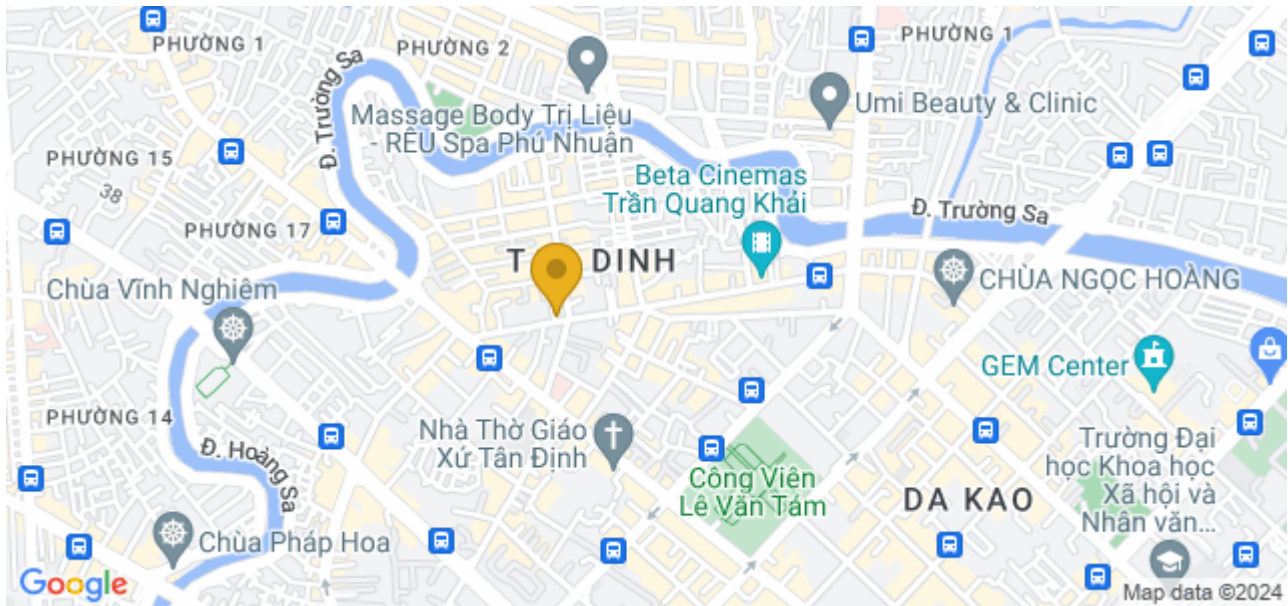 PHƯỜNG 1
PHƯỜNG 2
PHƯỜNG 1
Đ. Trường Sa
Massage Body Trị Liệu
- RÊU Spa Phú Nhuận
Umi Beauty & Clinic
PHƯỜNG 15
38
Beta Cinemas
Trần Quang Khải
Đ. Trường Sa
PHƯỜNG 17
DINH
CHÙA NGỌC HOÀNG
Chùa Vĩnh Nghiêm
GEM Center
PHƯỜNG 14
Nhà Thờ Giáo
Xứ Tân Định
Đ. Hoàng Sa
Công Viên
Lê Văn Tám
DA KAO
Trường Đại
học Khoa học
Xã hội và
Nhân văn...
Chùa Pháp Hoa
Google
Map data ©2024